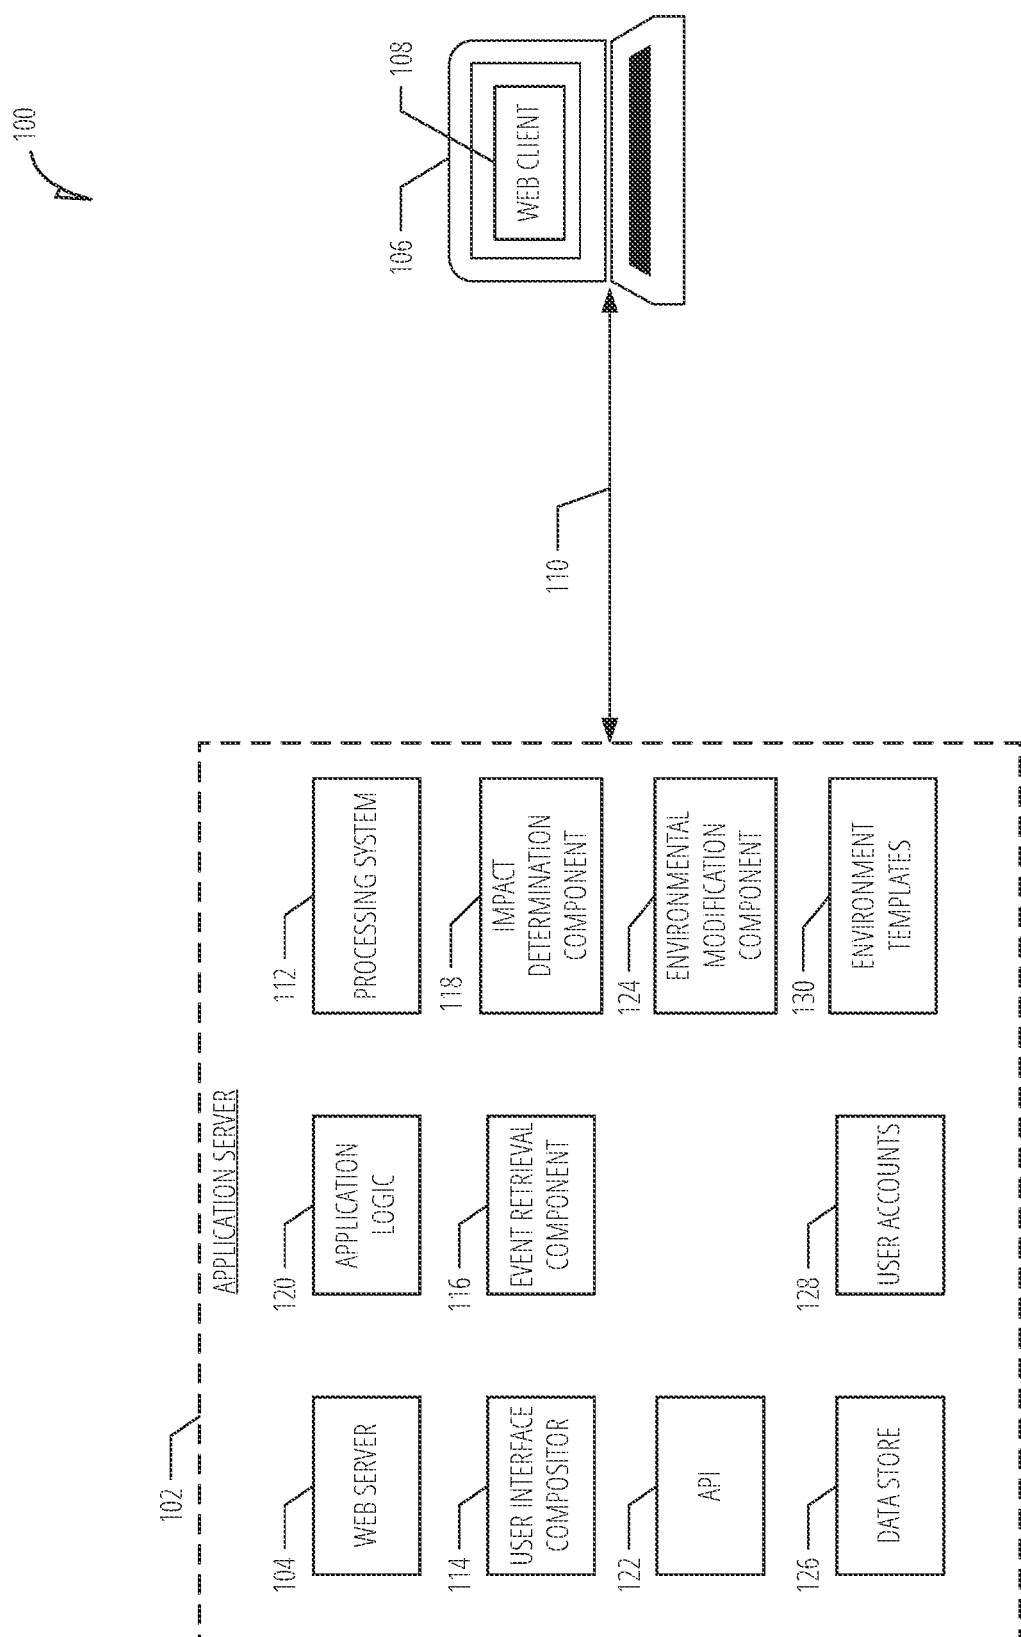 100
102
APPLICATION SERVER
104
WEB SERVER
120
APPLICATION
LOGIC
112
PROCESSING SYSTEM
114
USER INTERFACE
COMPOSITOR
116
EVENT RETRIEVAL
COMPONENT
118
IMPACT
DETERMINATION
COMPONENT
122
API
124
ENVIRONMENTAL
MODIFICATION
COMPONENT
126
DATA STORE
128
USER ACCOUNTS
130
ENVIRONMENT
TEMPLATES
110
106
108
WEB CLIENT